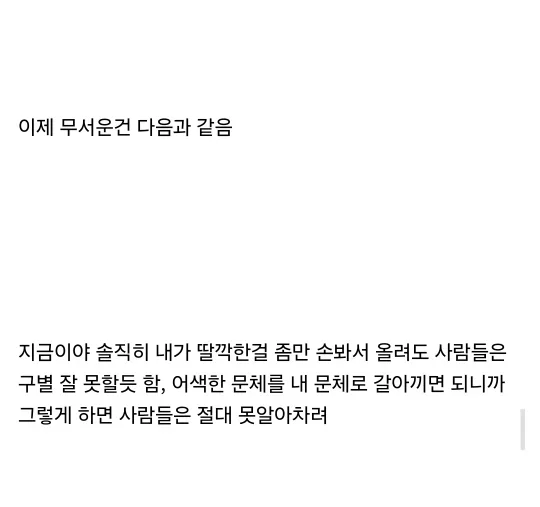 이제 무서운건 다음과 같음
지금이야 솔직히 내가 딸깍한걸 좀만 손봐서 올려도 사람들은
구별 잘 못할듯 함, 어색한 문체를 내 문체로 갈아끼면 되니까
그렇게 하면 사람들은 절대 못알아차려